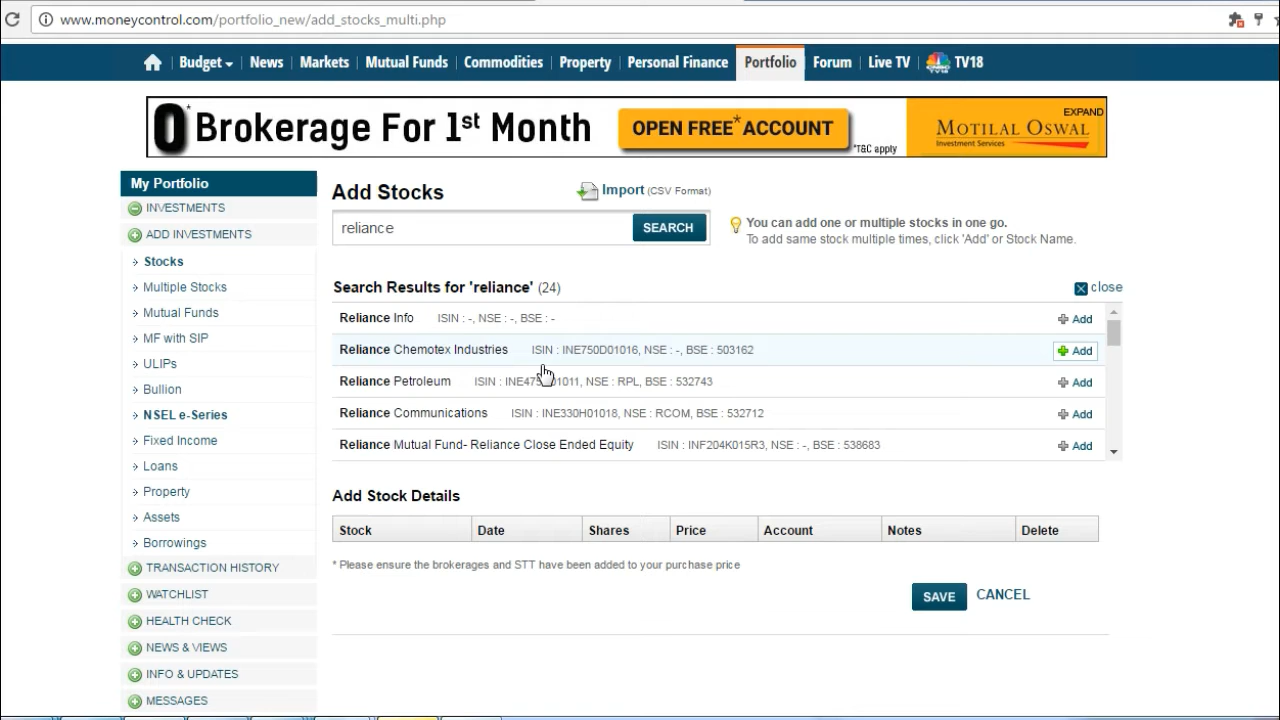 www.moneycontrol.com/portfolio_new/add_stocks_multi.php
Budget News Markets Mutual Funds Commodities Property Personal Finance Portfolio Forum Live TV TV18
0* Brokerage For 1st Month OPEN FREE* ACCOUNT *T&C apply EXPAND MOTILAL OSWAL Investment Services
My Portfolio
INVESTMENTS
ADD INVESTMENTS
Stocks
Multiple Stocks
Mutual Funds
MF with SIP
ULIPs
Bullion
NSEL e-Series
Fixed Income
Loans
Property
Assets
Borrowings
TRANSACTION HISTORY
WATCHLIST
HEALTH CHECK
NEWS & VIEWS
INFO & UPDATES
MESSAGES
Add Stocks Import (CSV Format)
reliance SEARCH
You can add one or multiple stocks in one go.
To add same stock multiple times, click 'Add' or Stock Name.
Search Results for 'reliance' (24) close
Reliance Info ISIN : -, NSE : -, BSE : - Add
Reliance Chemotex Industries ISIN : INE750D01016, NSE : -, BSE : 503162 Add
Reliance Petroleum ISIN : 01011, NSE : RPL, BSE : 532743 Add
Reliance Communications ISIN : INE330H01018, NSE : RCOM, BSE : 532712 Add
Reliance Mutual Fund- Reliance Close Ended Equity ISIN : INF204K015R3, NSE : -, BSE : 538683 Add
Add Stock Details
Stock Date Shares Price Account Notes Delete
* Please ensure the brokerages and STT have been added to your purchase price
SAVE CANCEL